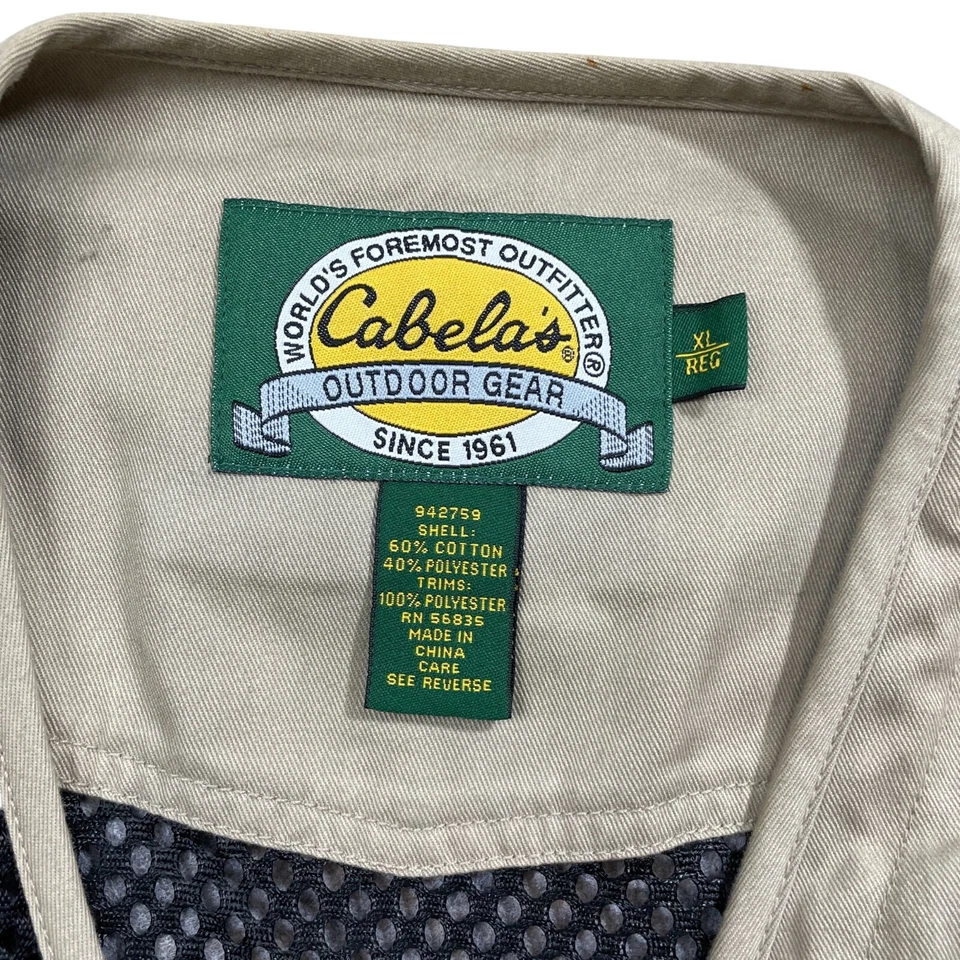 WORLD'S FOREMOST OUTFITTER®
Cabela's®
OUTDOOR GEAR
SINCE 1961
XL
REG
942759
SHELL:
60% COTTON
40% POLYESTER
TRIMS:
100% POLYESTER
RN 56835
MADE IN
CHINA
CARE
SEE REVERSE